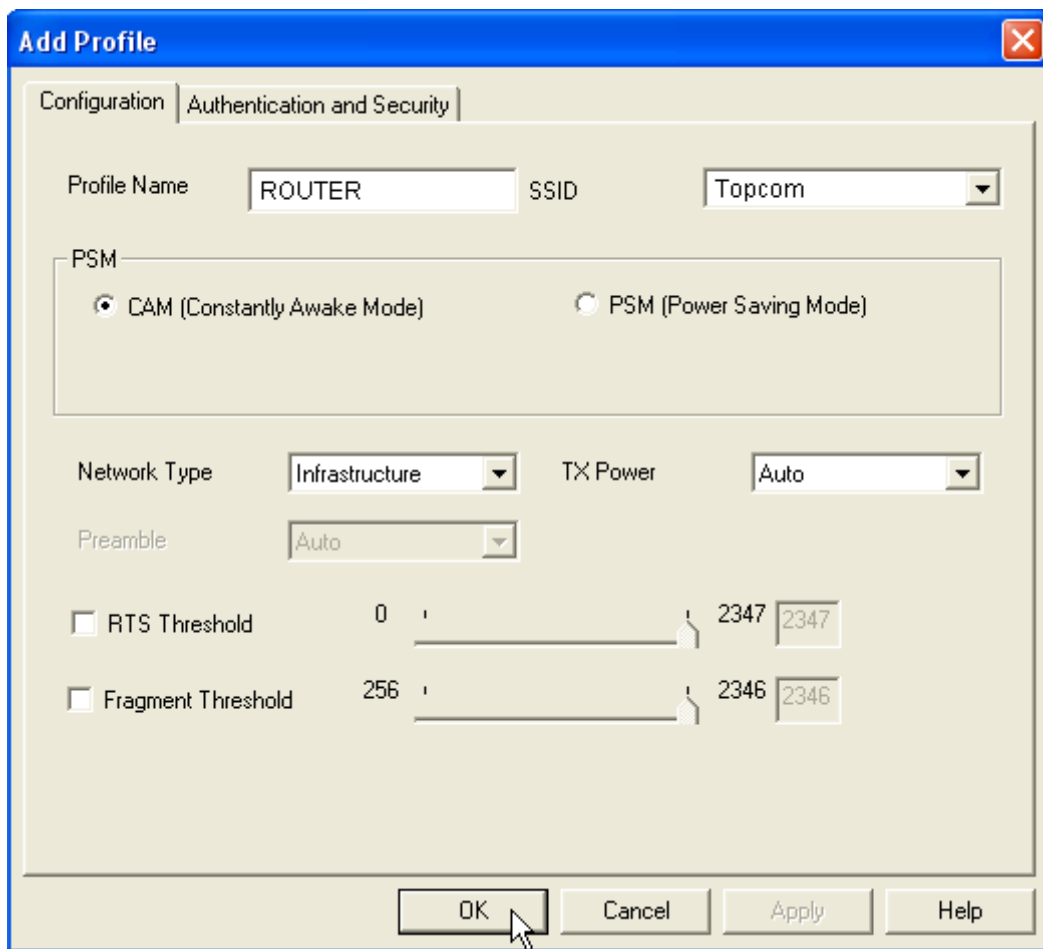 Add Profile
Configuration Authentication and Security
Profile Name ROUTER SSID Topcom
PSM
CAM (Constantly Awake Mode) PSM (Power Saving Mode)
Network Type Infrastructure TX Power Auto
Preamble Auto
RTS Threshold 0 2347 2347
Fragment Threshold 256 2346 2346
OK Cancel Apply Help